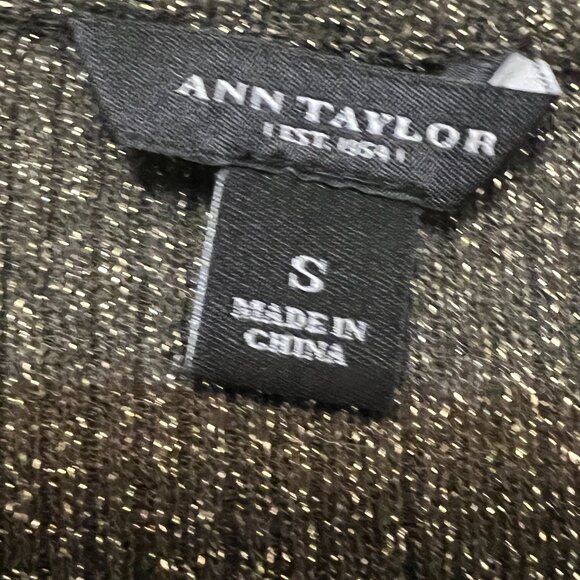 ANN TAYLOR
EST. 1954
S
MADE IN
CHINA